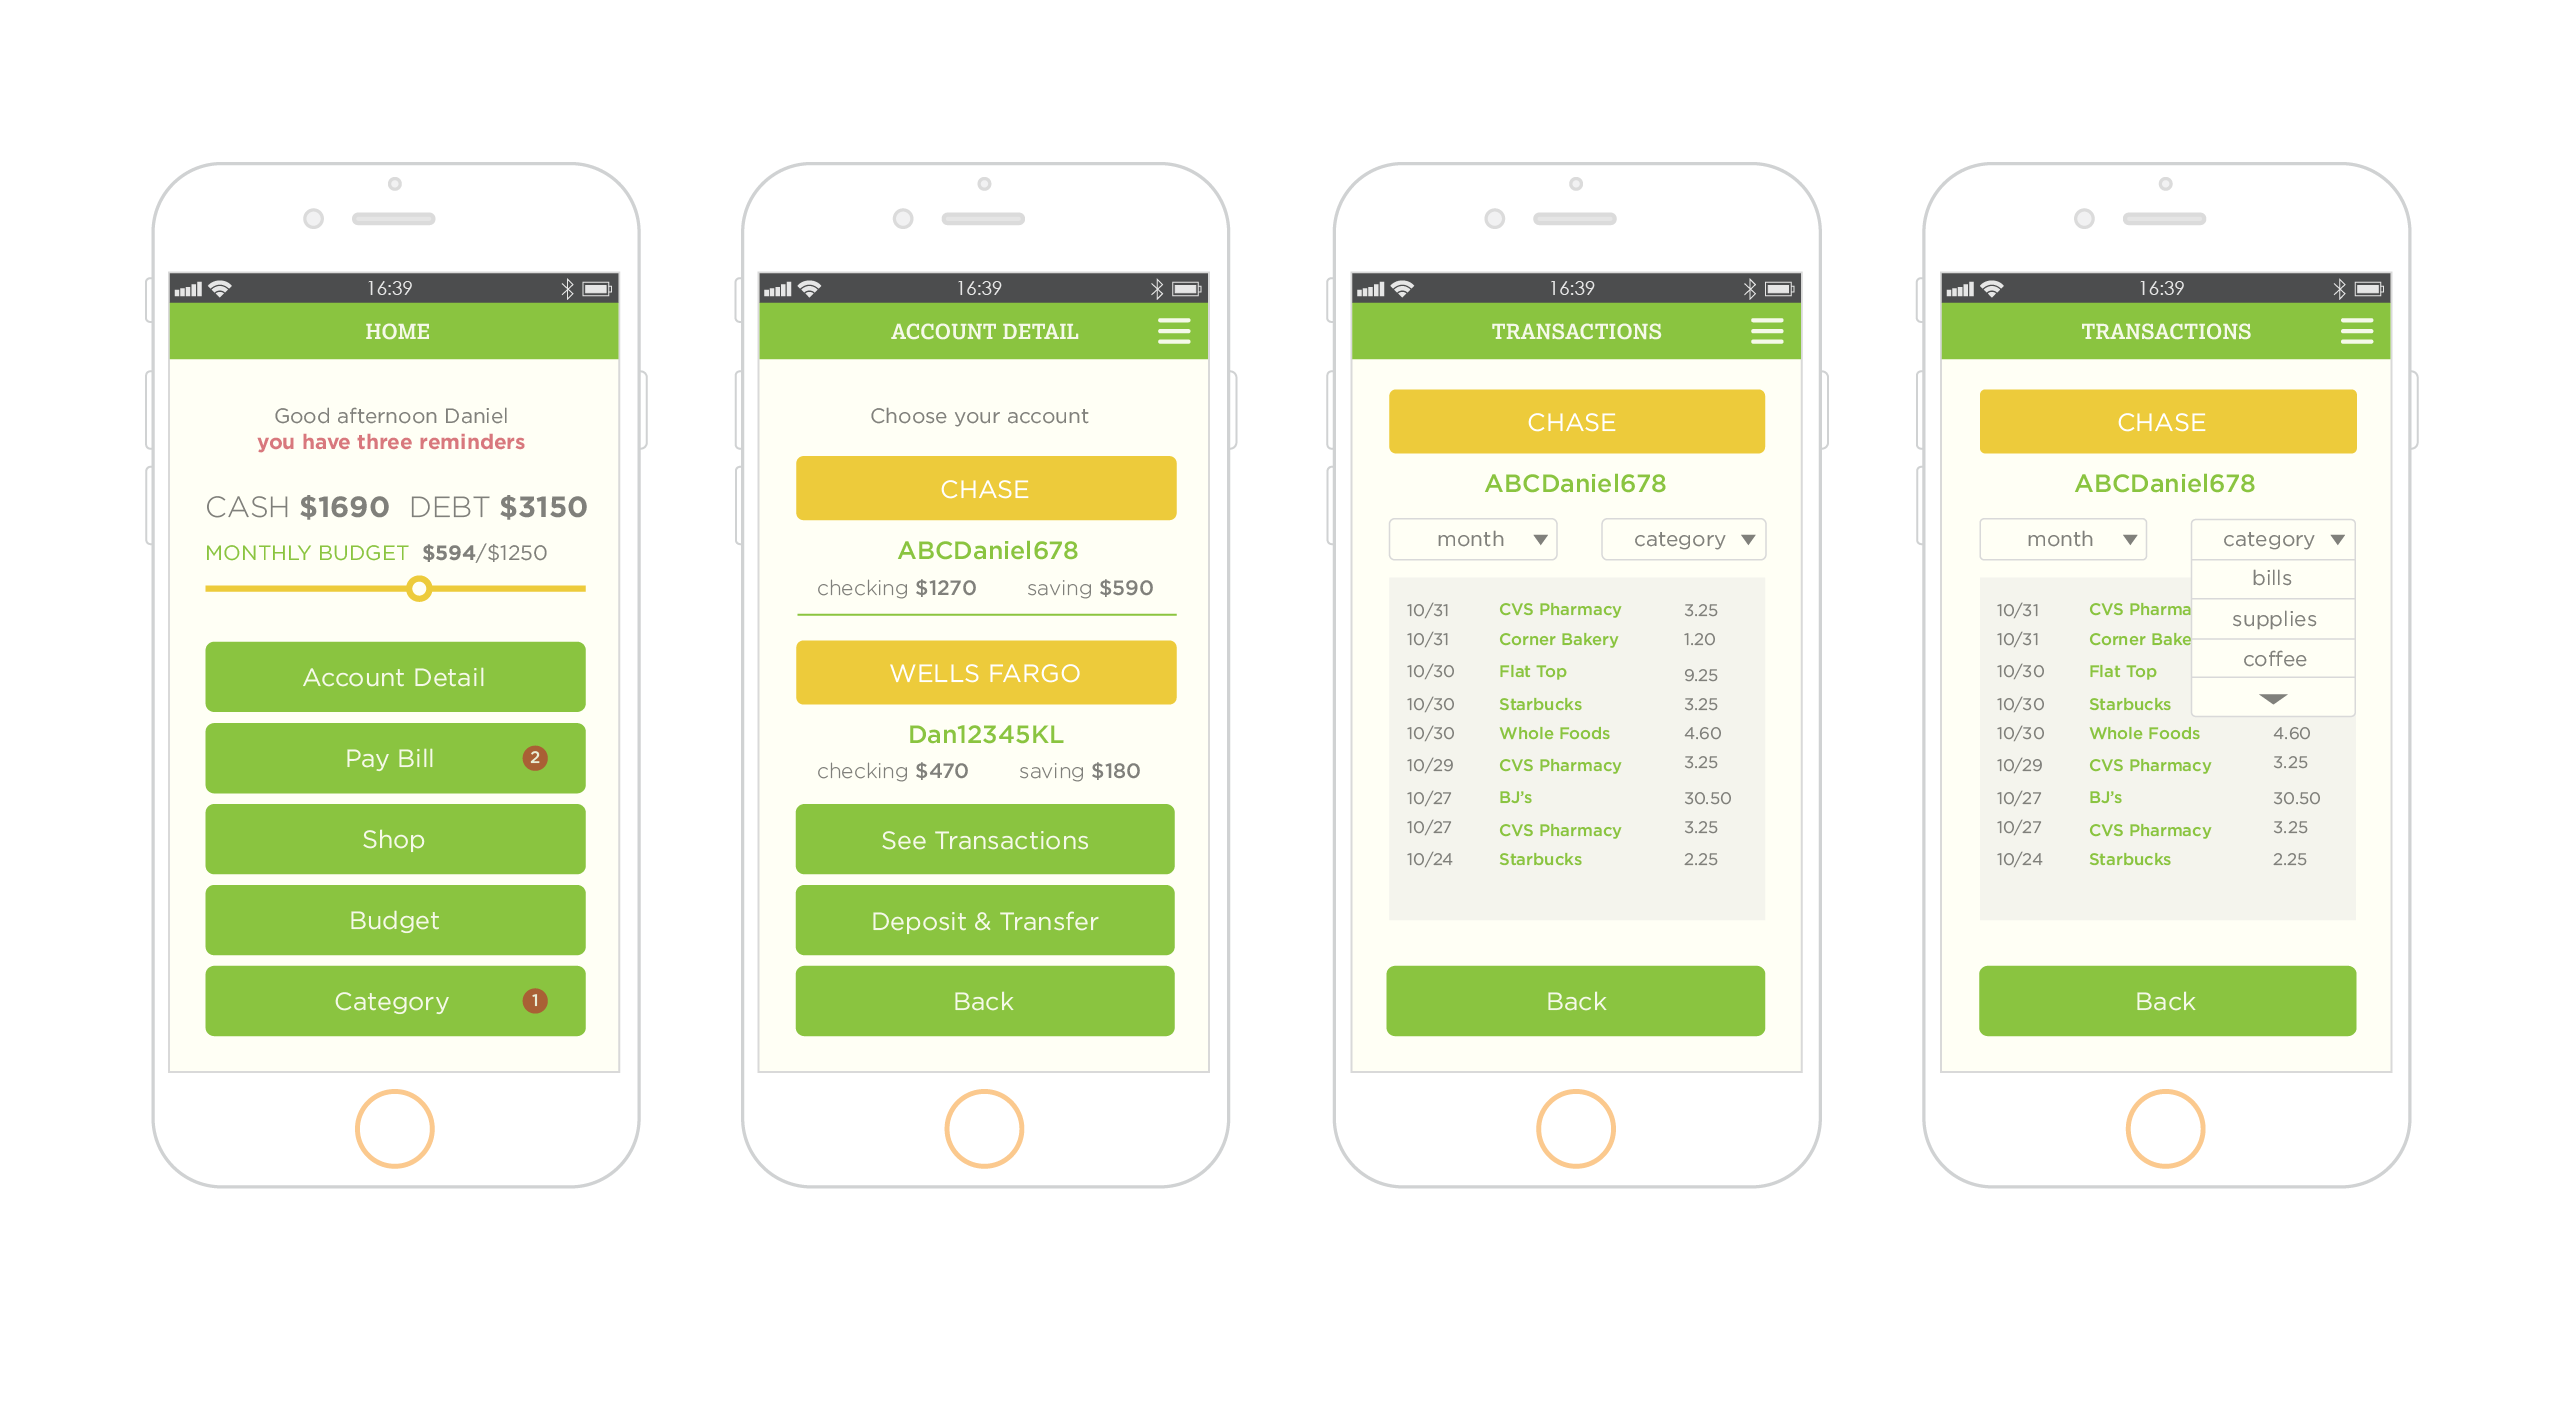 16:39
HOME
Good afternoon Daniel
you have three reminders
CASH $1690 DEBT $3150
MONTHLY BUDGET $594/$1250
Account Detail
Pay Bill 2
Shop
Budget
Category 1
16:39
ACCOUNT DETAIL
Choose your account
CHASE
ABCDaniel678
checking $1270 saving $590
WELLS FARGO
Dan12345KL
checking $470 saving $180
See Transactions
Deposit & Transfer
Back
16:39
TRANSACTIONS
CHASE
ABCDaniel678
month category
10/31 CVS Pharmacy 3.25
10/31 Corner Bakery 1.20
10/30 Flat Top 9.25
10/30 Starbucks 3.25
10/30 Whole Foods 4.60
10/29 CVS Pharmacy 3.25
10/27 BJ’s 30.50
10/27 CVS Pharmacy 3.25
10/24 Starbucks 2.25
Back
16:39
TRANSACTIONS
CHASE
ABCDaniel678
month category
bills
supplies
coffee
10/31 CVS Pharma
10/31 Corner Bake
10/30 Flat Top
10/30 Starbucks
10/30 Whole Foods 4.60
10/29 CVS Pharmacy 3.25
10/27 BJ’s 30.50
10/27 CVS Pharmacy 3.25
10/24 Starbucks 2.25
Back